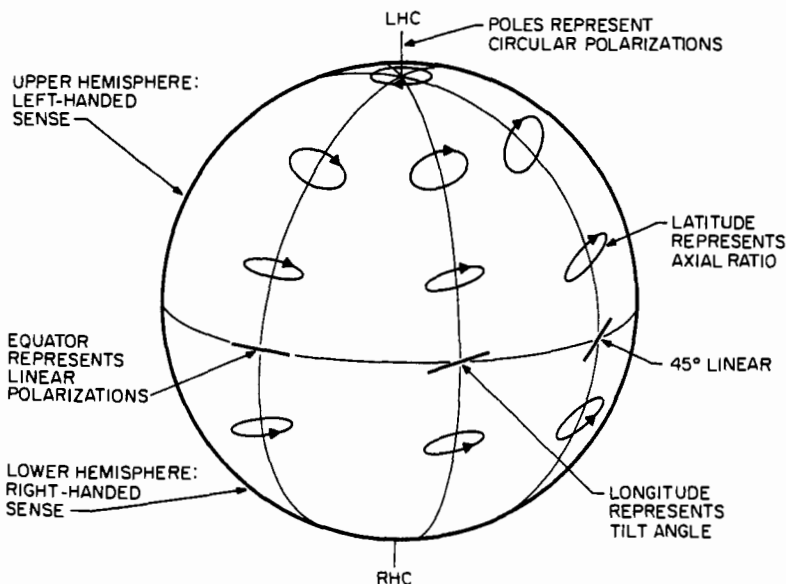 LHC
POLES REPRESENT
CIRCULAR POLARIZATIONS
UPPER HEMISPHERE:
LEFT-HANDED
SENSE
LATITUDE
REPRESENTS
AXIAL RATIO
EQUATOR
REPRESENTS
LINEAR
POLARIZATIONS
45° LINEAR
LOWER HEMISPHERE:
RIGHT-HANDED
SENSE
LONGITUDE
REPRESENTS
TILT ANGLE
RHC